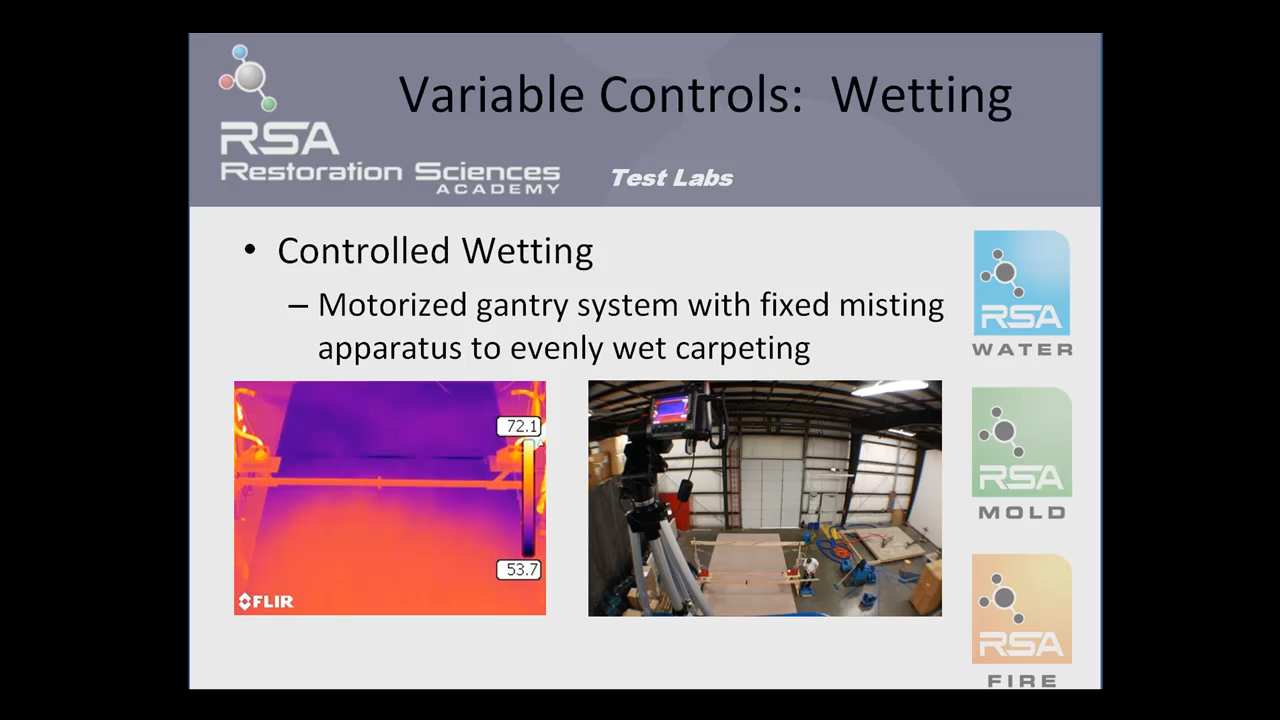 Variable Controls: Wetting
RSA
Restoration Sciences
ACADEMY
Test Labs
• Controlled Wetting
– Motorized gantry system with fixed misting
apparatus to evenly wet carpeting
RSA
WATER
72.1
53.7
FLIR
RSA
MOLD
RSA
FIRE